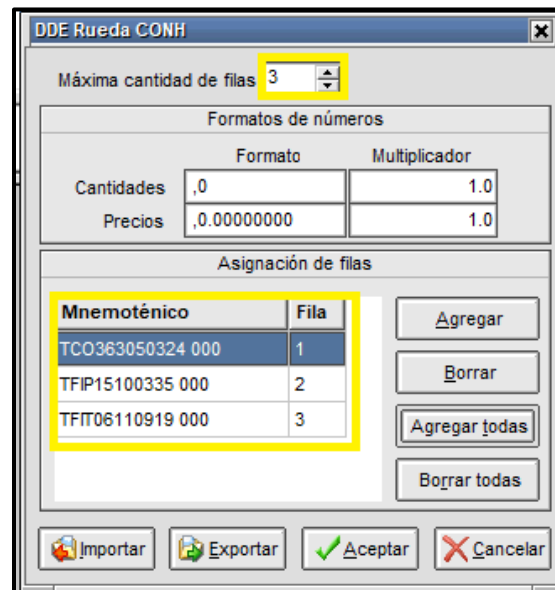 DDE Rueda CONH
Máxima cantidad de filas 3
Formatos de números
Formato Multiplicador
Cantidades ,0 1.0
Precios ,0.00000000 1.0
Asignación de filas
Mnemoténico Fila
TCO363050324 000 1
TFIP15100335 000 2
TFIT06110919 000 3
Agregar
Borrar
Agregar todas
Borrar todas
Importar Exportar Aceptar Cancelar